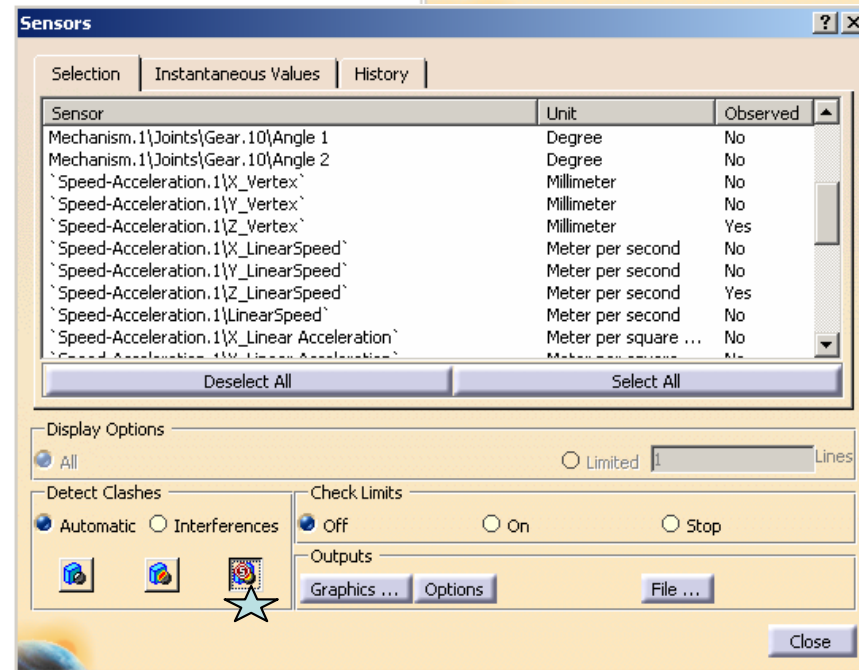 Sensors
Selection Instantaneous Values History
Sensor Unit Observed
Mechanism.1\Joints\Gear.10\Angle 1 Degree No
Mechanism.1\Joints\Gear.10\Angle 2 Degree No
`Speed-Acceleration.1\X_Vertex` Millimeter No
`Speed-Acceleration.1\Y_Vertex` Millimeter No
`Speed-Acceleration.1\Z_Vertex` Millimeter Yes
`Speed-Acceleration.1\X_LinearSpeed` Meter per second No
`Speed-Acceleration.1\Y_LinearSpeed` Meter per second No
`Speed-Acceleration.1\Z_LinearSpeed` Meter per second Yes
`Speed-Acceleration.1\LinearSpeed` Meter per second No
`Speed-Acceleration.1\X_Linear Acceleration` Meter per square ... No
Deselect All Select All
Display Options
All Limited 1 Lines
Detect Clashes Check Limits
Automatic Interferences Off On Stop
Outputs
Graphics ... Options File ...
Close